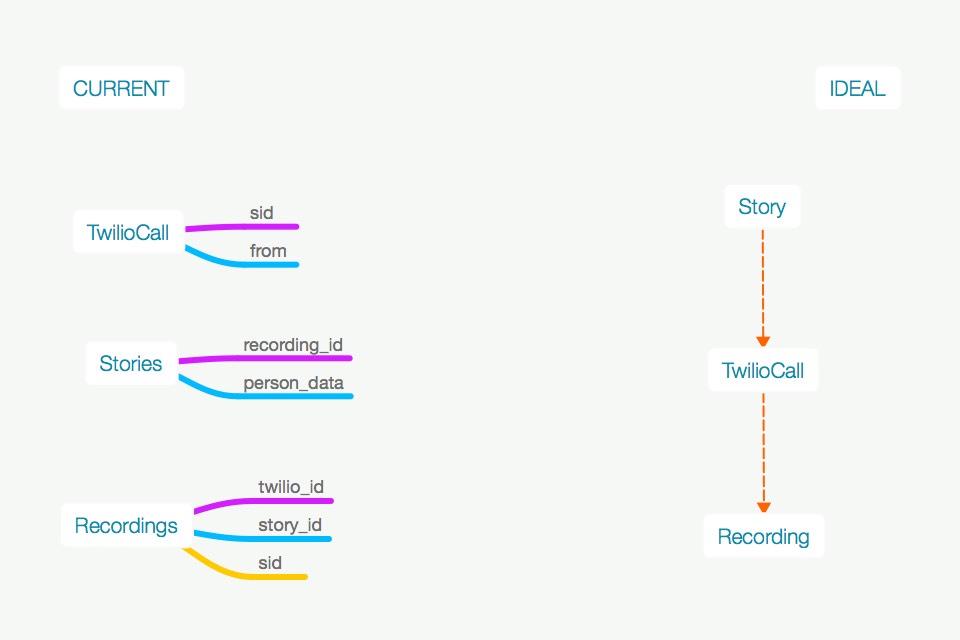 CURRENT
IDEAL
TwilioCall
sid
from
Stories
recording_id
person_data
Recordings
twilio_id
story_id
sid
Story
TwilioCall
Recording